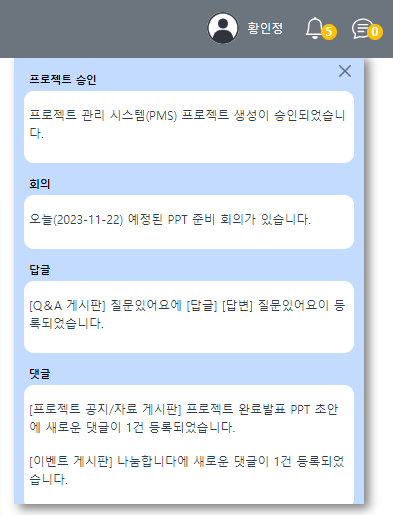 황인정
5
0
프로젝트 승인
프로젝트 관리 시스템(PMS) 프로젝트 생성이 승인되었습니
다.
회의
오늘(2023-11-22) 예정된 PPT 준비 회의가 있습니다.
답글
[Q&A 게시판] 질문있어요에 [답글] [답변] 질문있어요이 등
록되었습니다.
댓글
[프로젝트 공지/자료 게시판] 프로젝트 완료발표 PPT 초안
에 새로운 댓글이 1건 등록되었습니다.
[이벤트 게시판] 나눔합니다에 새로운 댓글이 1건 등록되었
습니다.